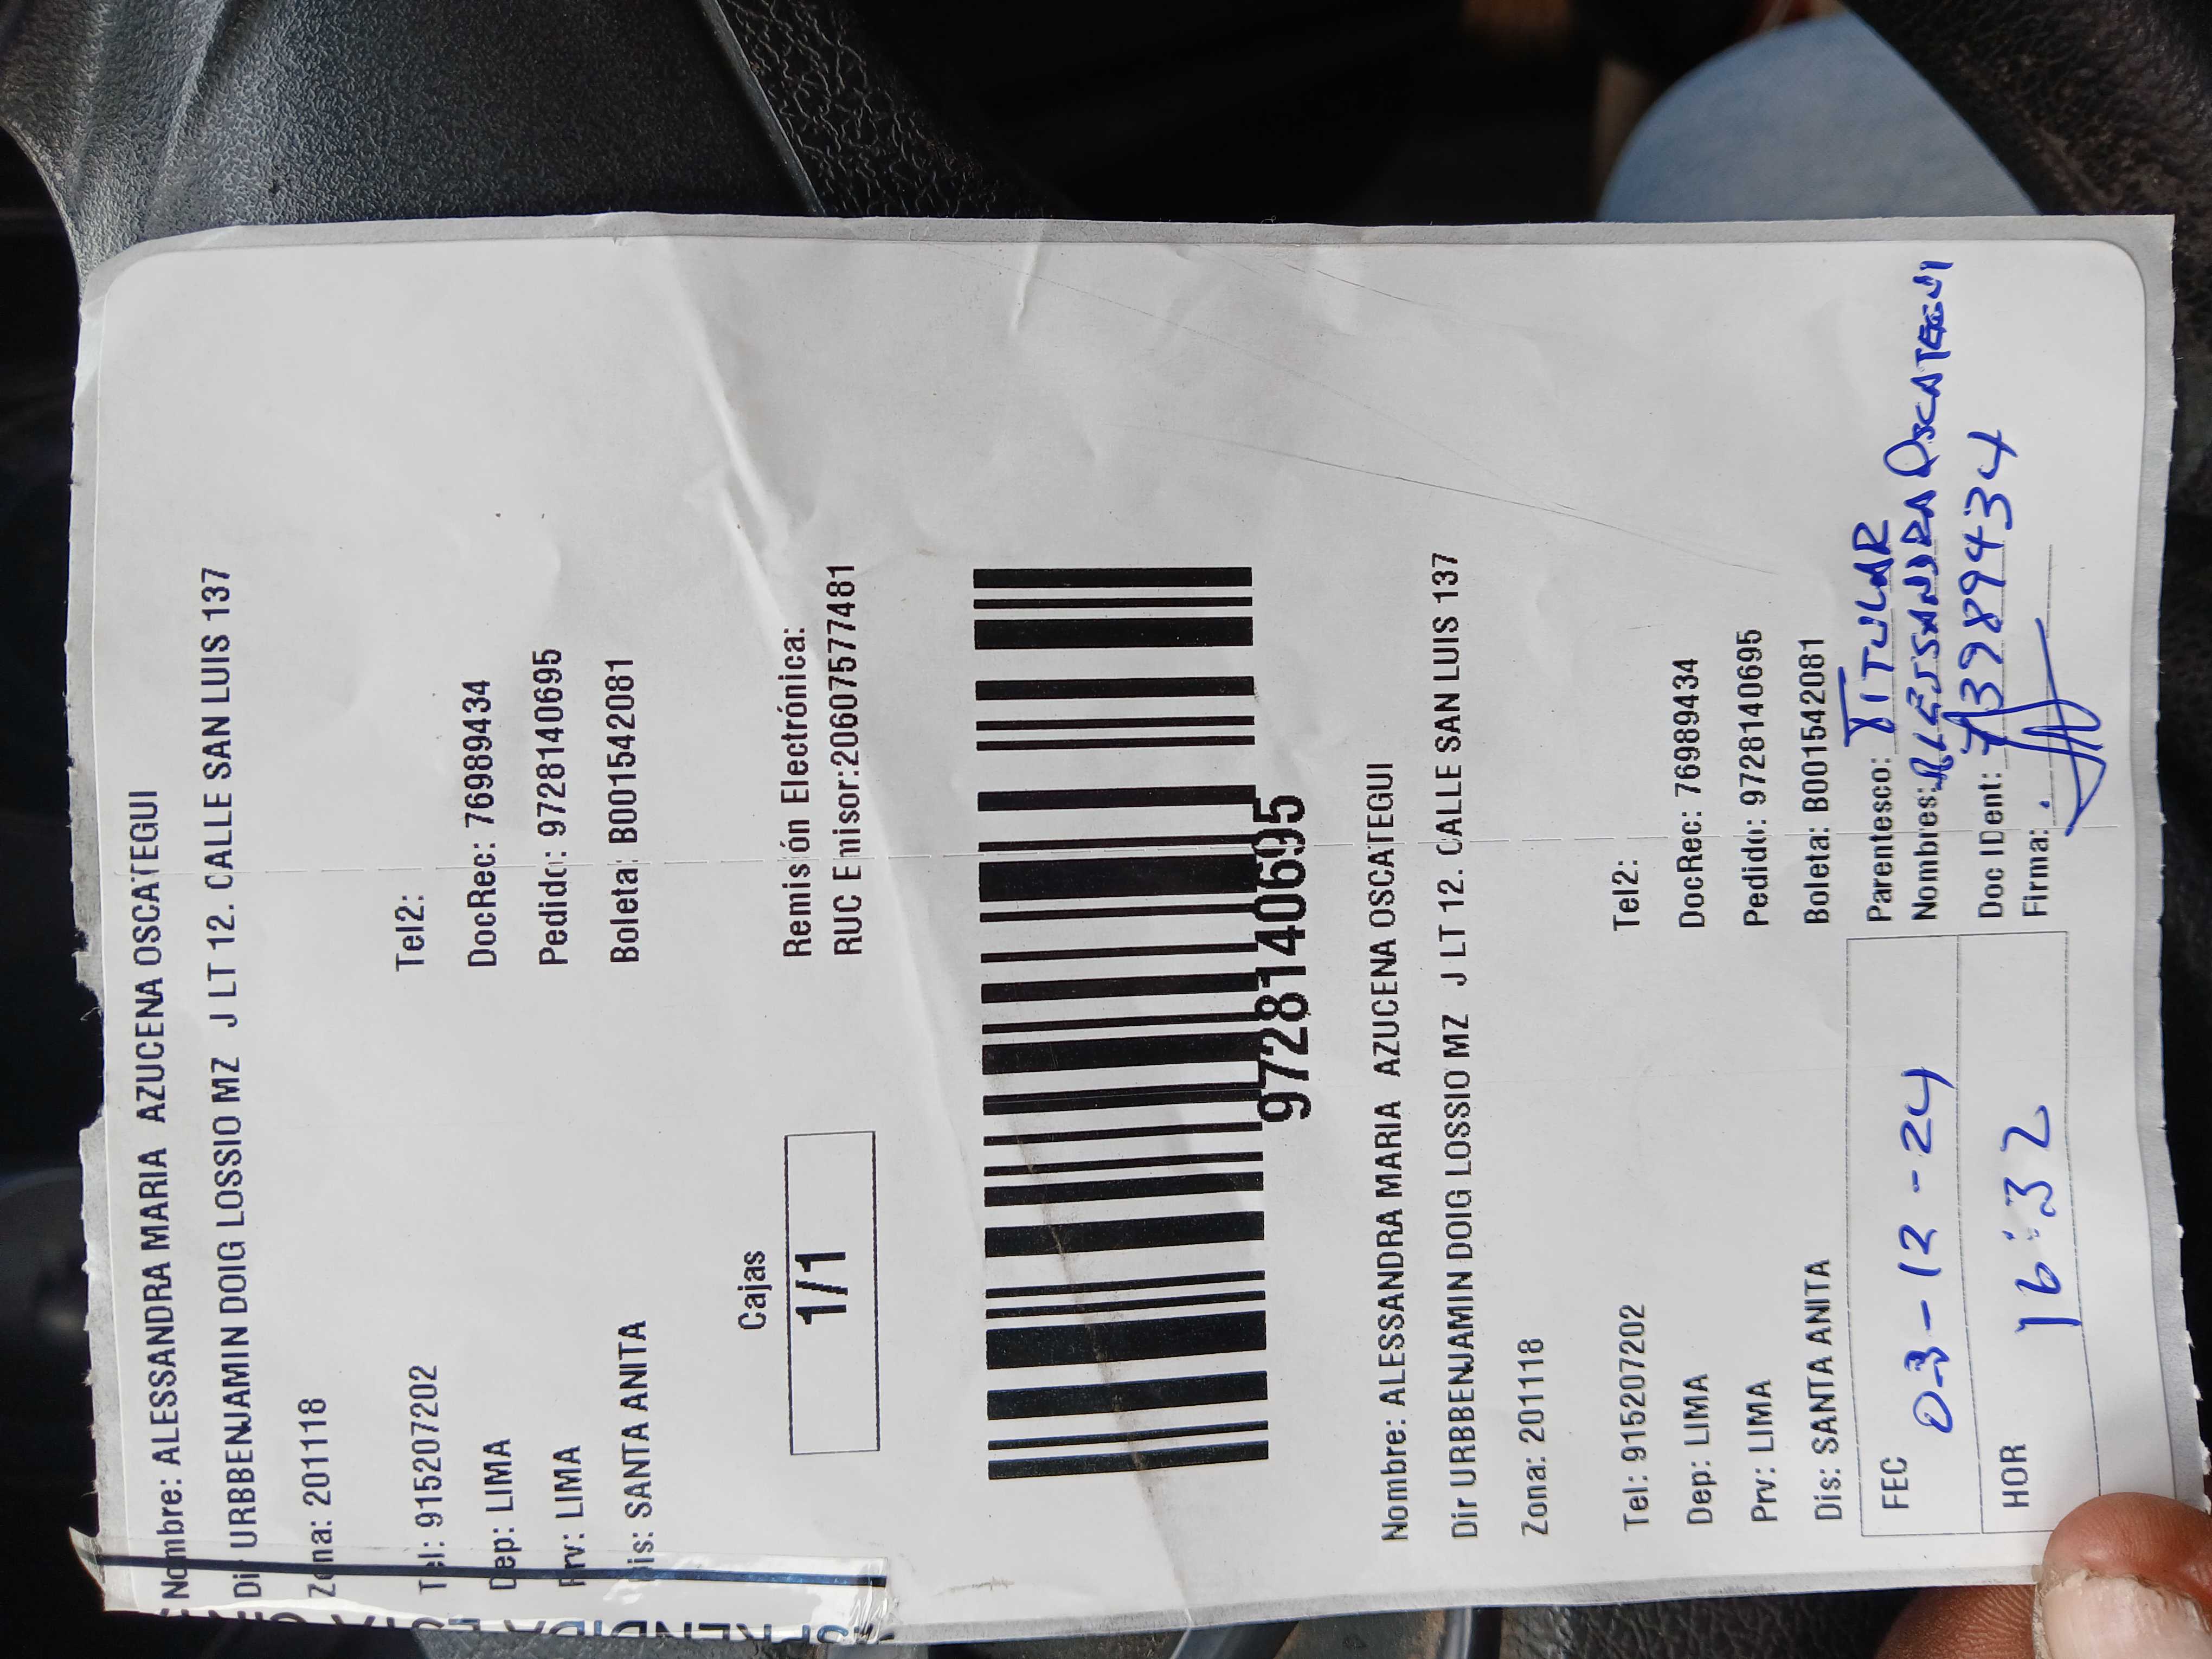 Nombre: ALESSANDRA MARIA AZUCENA OSCATEGUI
Dir URBBENJAMIN DOIG LOSSIO MZ J LT 12. CALLE SAN LUIS 137
Zona: 201118
Tel: 915207202 Tel2:
Dep: LIMA DocRec: 76989434
Prv: LIMA Pedido: 9728140695
Dis: SANTA ANITA Boleta: B001542081
Cajas
1/1
Remisión Electrónica:
RUC Emisor:20607577481
9728140695
Nombre: ALESSANDRA MARIA AZUCENA OSCATEGUI
Dir URBBENJAMIN DOIG LOSSIO MZ J LT 12. CALLE SAN LUIS 137
Zona: 201118
Tel: 915207202 Tel2:
Dep: LIMA DocRec: 76989434
Prv: LIMA Pedido: 9728140695
Dis: SANTA ANITA Boleta: B001542081
FEC 03-12-24
HOR 16:32
Parentesco: TITULAR
Nombres: ALESSANDRA OSCATEGUI
Doc IDent: 73989434
Firma: